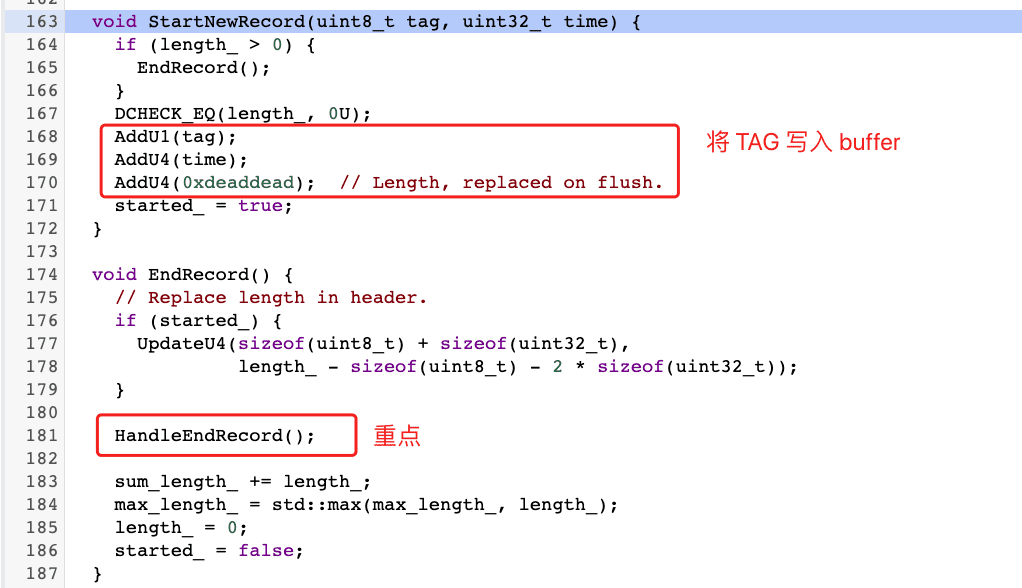 162
163 void StartNewRecord(uint8_t tag, uint32_t time) {
164 if (length_ > 0) {
165 EndRecord();
166 }
167 DCHECK_EQ(length_, 0U);
168 AddU1(tag);
将 TAG 写入 buffer
169 AddU4(time);
170 AddU4(0xdeaddead);  // Length, replaced on flush.
171 started_ = true;
172 }
173
174 void EndRecord() {
175 // Replace length in header.
176 if (started_) {
177 UpdateU4(sizeof(uint8_t) + sizeof(uint32_t),
178 length_ - sizeof(uint8_t) - 2 * sizeof(uint32_t));
179 }
180
181 HandleEndRecord(); 重点
182
183 sum_length_ += length_;
184 max_length_ = std::max(max_length_, length_);
185 length_ = 0;
186 started_ = false;
187 }